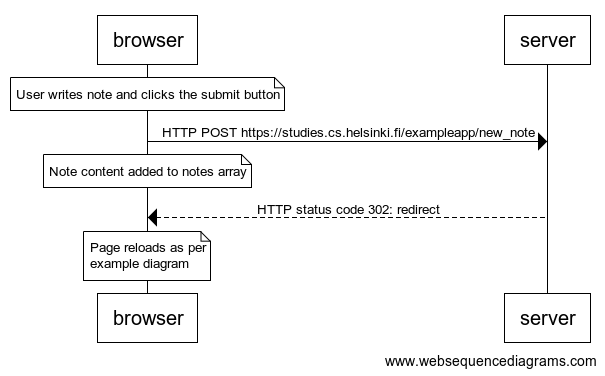 browser
server
User writes note and clicks the submit button
HTTP POST https://studies.cs.helsinki.fi/exampleapp/new_note
Note content added to notes array
HTTP status code 302: redirect
Page reloads as per
example diagram
browser
server
www.websequencediagrams.com